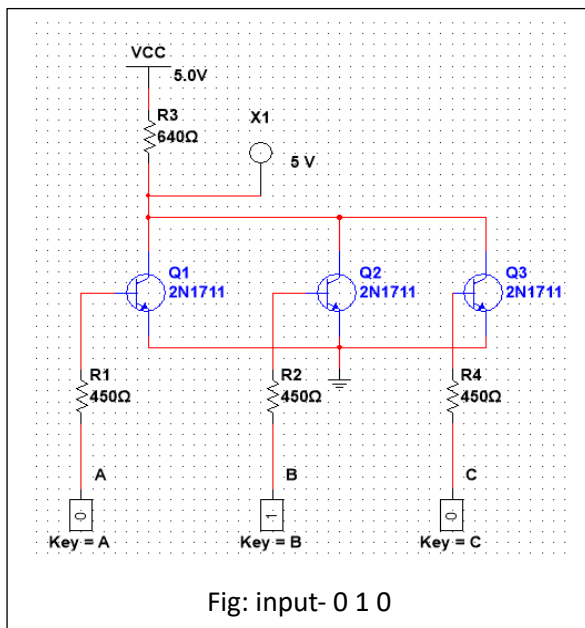 VCC
5.0V
R3
640Ω
X1
5 V
Q1
2N1711
Q2
2N1711
Q3
2N1711
R1
450Ω
R2
450Ω
R4
450Ω
A
B
C
0
1
0
Key = A
Key = B
Key = C
Fig: input- 0 1 0